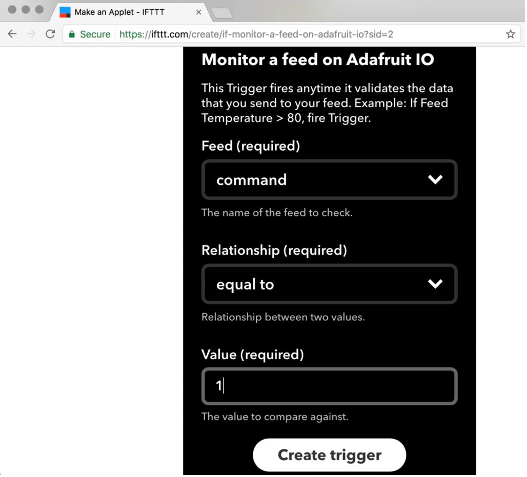 Make an Applet - IFTTT
Secure https://ifttt.com/create/if-monitor-a-feed-on-adafruit-io?sid=2
Monitor a feed on Adafruit IO
This Trigger fires anytime it validates the data
that you send to your feed. Example: If Feed
Temperature > 80, fire Trigger.
Feed (required)
command
The name of the feed to check.
Relationship (required)
equal to
Relationship between two values.
Value (required)
1
The value to compare against.
Create trigger